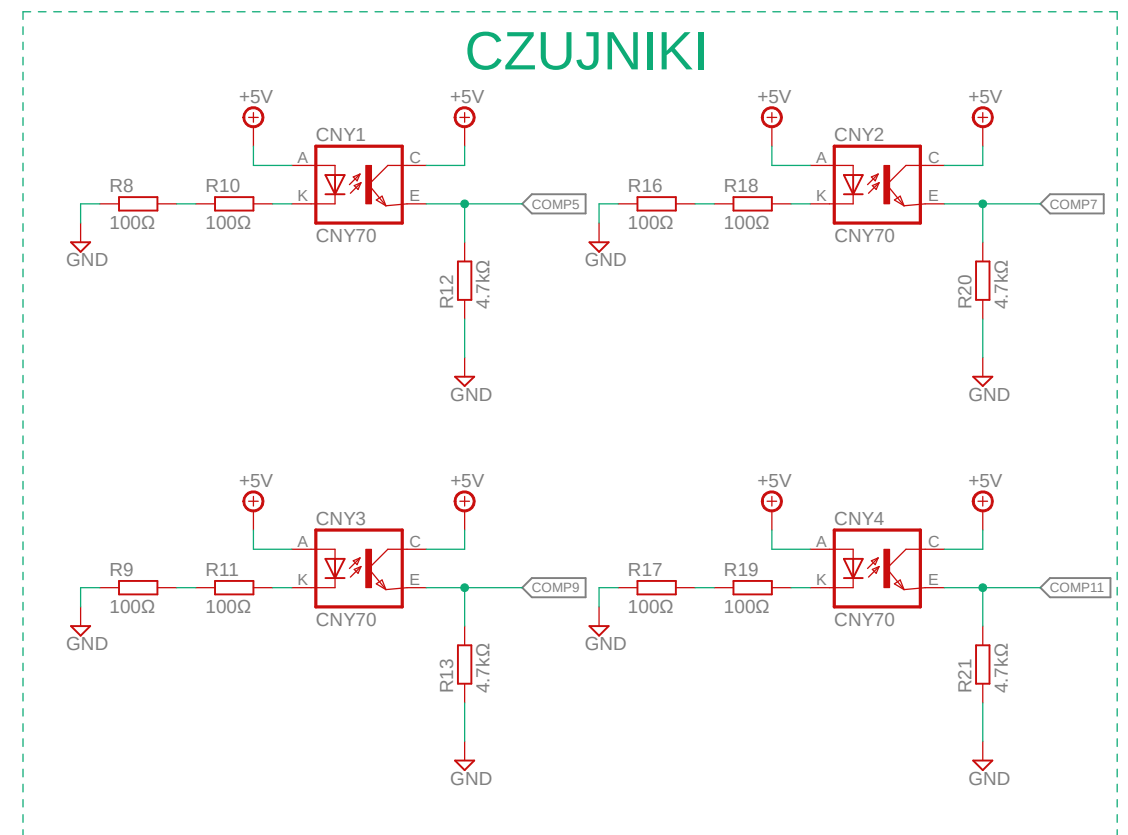 CZUJNIKI
+5V +5V +5V +5V
CNY1 CNY2
A C A C
R8 R10 K E COMP5 R16 R18 K E COMP7
100Ω 100Ω CNY70 100Ω 100Ω CNY70
GND GND
R12 4.7kΩ R20 4.7kΩ
GND GND
+5V +5V +5V +5V
CNY3 CNY4
A C A C
R9 R11 K E COMP9 R17 R19 K E COMP11
100Ω 100Ω CNY70 100Ω 100Ω CNY70
GND GND
R13 4.7kΩ R21 4.7kΩ
GND GND